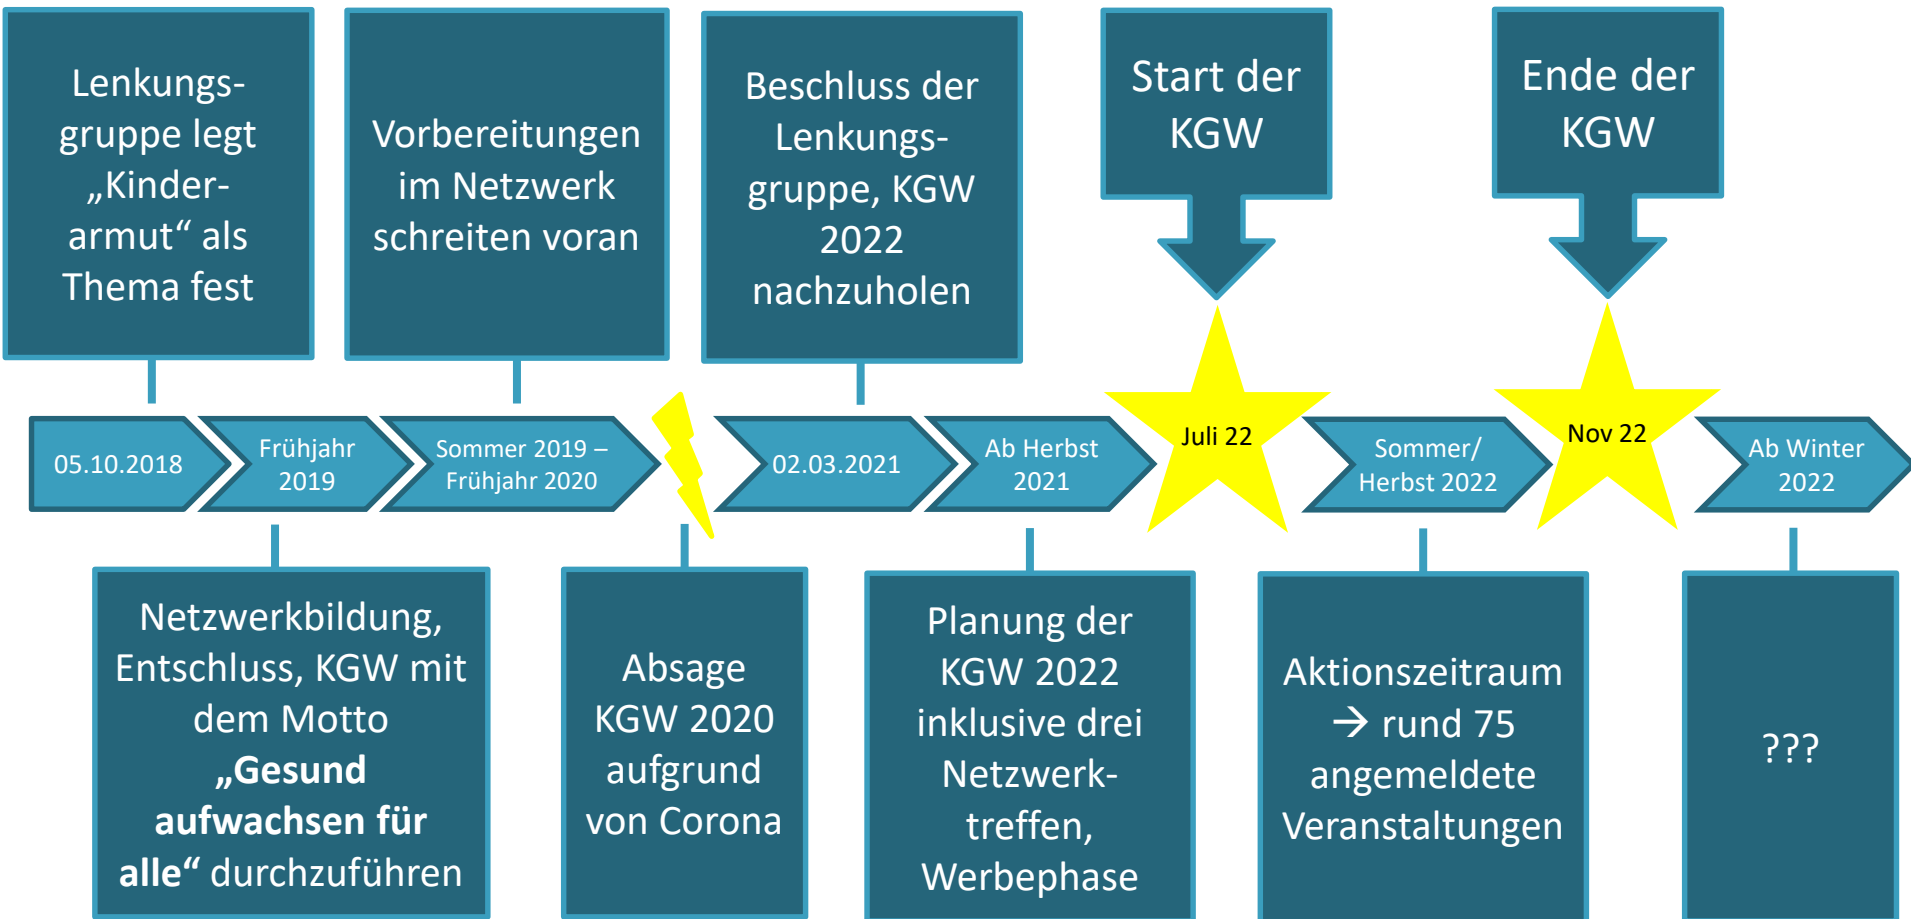 Lenkungs-
gruppe legt
„Kinder-
armut“ als
Thema fest
Vorbereitungen
im Netzwerk
schreiten voran
Beschluss der
Lenkungs-
gruppe, KGW
2022
nachzuholen
Start der
KGW
Ende der
KGW
05.10.2018
Frühjahr
2019
Sommer 2019 –
Frühjahr 2020
02.03.2021
Ab Herbst
2021
Juli 22
Sommer/
Herbst 2022
Nov 22
Ab Winter
2022
Netzwerkbildung,
Entschluss, KGW mit
dem Motto
„Gesund
aufwachsen für
alle“ durchzuführen
Absage
KGW 2020
aufgrund
von Corona
Planung der
KGW 2022
inklusive drei
Netzwerk-
treffen,
Werbephase
Aktionszeitraum
→ rund 75
angemeldete
Veranstaltungen
???